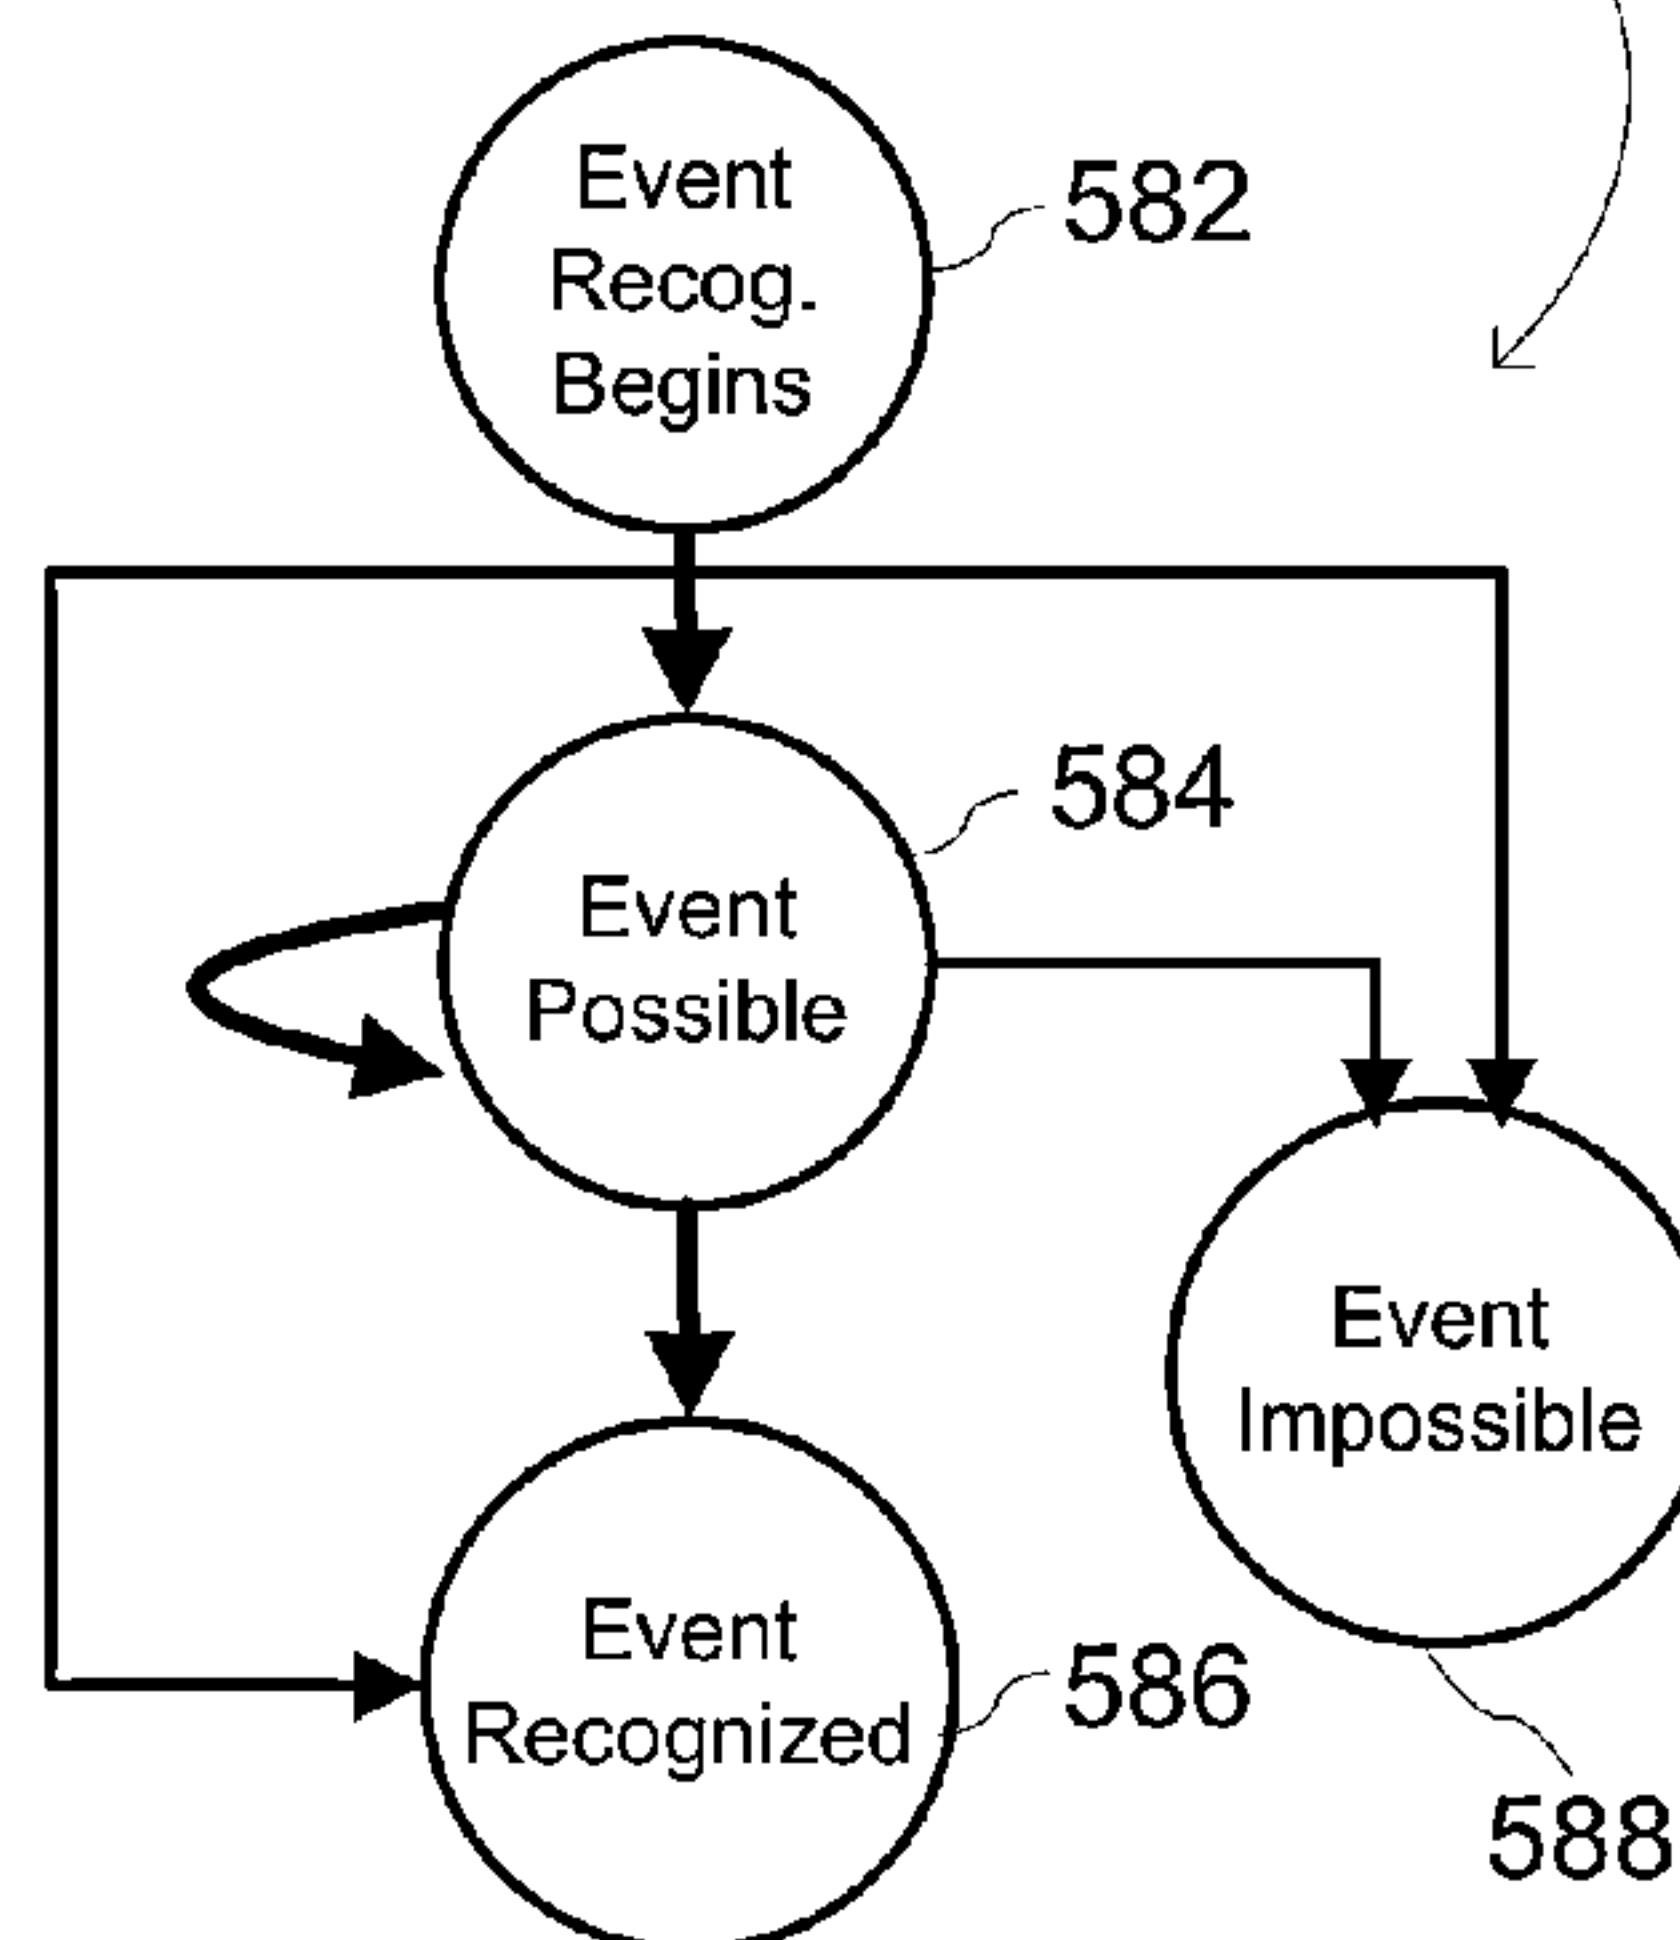 Event
Recog.
Begins
582
584
Event
Possible
Event
Impossible
Event
Recognized
586
588